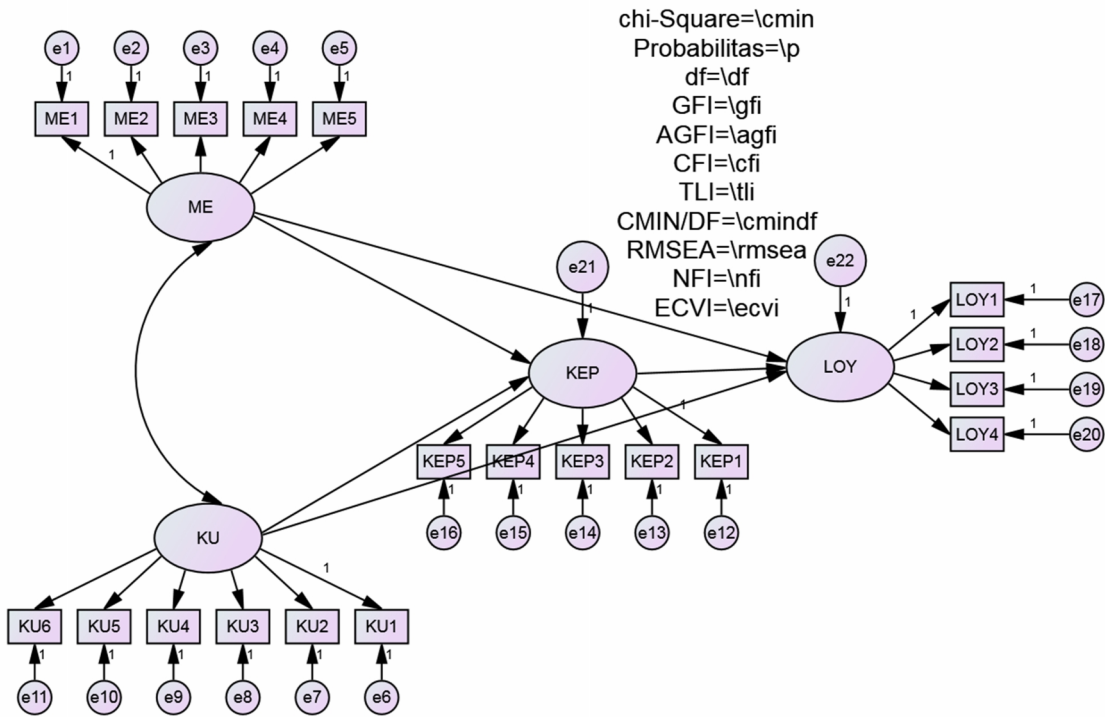 chi-Square=\cmin
Probabilitas=\p
df=\df
GFI=\gfi
AGFI=\agfi
CFI=\cfi
TLI=\tli
CMIN/DF=\cmindf
RMSEA=\rmsea
NFI=\nfi
ECVI=\ecvi
e1 e2 e3 e4 e5
1 1 1 1 1
ME1 ME2 ME3 ME4 ME5
1
ME
e21
1
e22
1
KEP
LOY
1
LOY1 1 e17
LOY2 1 e18
LOY3 1 e19
LOY4 1 e20
1
KEP5 KEP4 KEP3 KEP2 KEP1
1 1 1 1 1
e16 e15 e14 e13 e12
KU
1
KU6 KU5 KU4 KU3 KU2 KU1
1 1 1 1 1 1
e11 e10 e9 e8 e7 e6